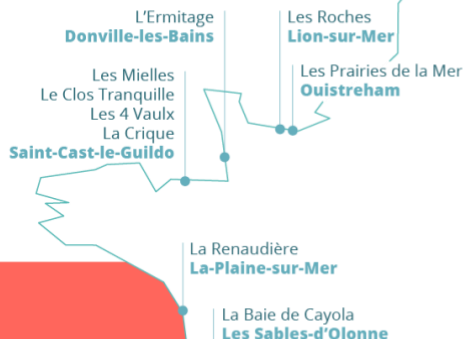 L’Ermitage
Donville-les-Bains
Les Roches
Lion-sur-Mer
Les Prairies de la Mer
Ouistreham
Les Mielles
Le Clos Tranquille
Les 4 Vaulx
La Crique
Saint-Cast-le-Guildo
La Renaudière
La-Plaine-sur-Mer
La Baie de Cayola
Les Sables-d’Olonne